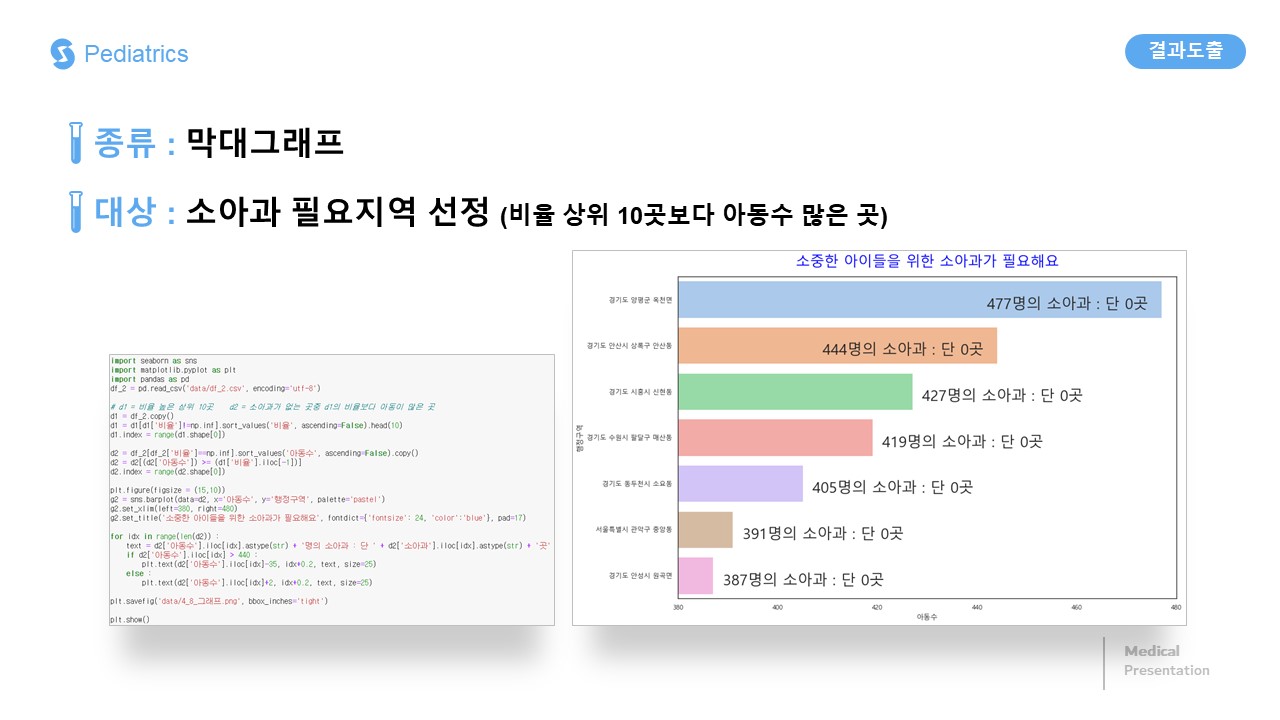 Pediatrics
결과도출
종류 : 막대그래프
대상 : 소아과 필요지역 선정 (비율 상위 10곳보다 아동수 많은 곳)
import seaborn as sns
import matplotlib.pyplot as plt
import pandas as pd
df_2 = pd.read_csv('data/df_2.csv', encoding='utf-8')
# d1 = 비율 높은 상위 10곳 d2 = 소아과가 없는 곳중 d1의 비율보다 아동이 많은 곳
d1 = df_2.copy()
d1 = d1[d1['비율']!=np.inf].sort_values('비율', ascending=False).head(10)
d1.index = range(d1.shape[0])
d2 = df_2[df_2['비율']==np.inf].sort_values('아동수', ascending=False).copy()
d2 = d2[(d2['아동수']) >= (d1['비율'].iloc[-1])]
d2.index = range(d2.shape[0])
plt.figure(figsize = (15,10))
g2 = sns.barplot(data=d2, x='아동수', y='행정구역', palette='pastel')
g2.set_xlim(left=380, right=480)
g2.set_title('소중한 아이들을 위한 소아과가 필요해요', fontdict={'fontsize': 24, 'color':'blue'}, pad=17)
for idx in range(len(d2)) :
text = d2['아동수'].iloc[idx].astype(str) + '명의 소아과 : 단 ' + d2['소아과'].iloc[idx].astype(str) + '곳'
if d2['아동수'].iloc[idx] > 440 :
plt.text(d2['아동수'].iloc[idx]-35, idx+0.2, text, size=25)
else :
plt.text(d2['아동수'].iloc[idx]+2, idx+0.2, text, size=25)
plt.savefig('data/4_8_그래프.png', bbox_inches='tight')
plt.show()
소중한 아이들을 위한 소아과가 필요해요
행정구역
경기도 양평군 옥천면
477명의 소아과 : 단 0곳
경기도 안산시 상록구 안산동
444명의 소아과 : 단 0곳
경기도 시흥시 신현동
427명의 소아과 : 단 0곳
경기도 수원시 팔달구 매산동
419명의 소아과 : 단 0곳
경기도 동두천시 소요동
405명의 소아과 : 단 0곳
서울특별시 관악구 중앙동
391명의 소아과 : 단 0곳
경기도 안성시 원곡면
387명의 소아과 : 단 0곳
380 400 420 440 460 480
아동수
Medical
Presentation